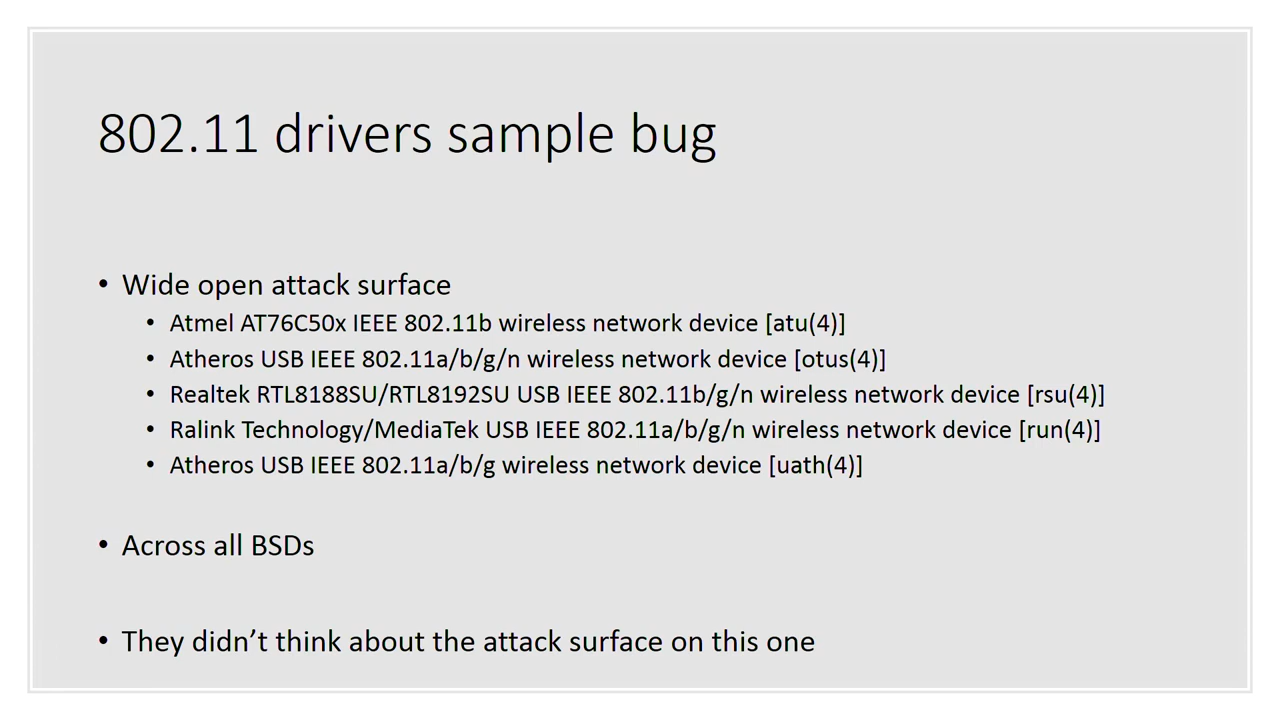 802.11 drivers sample bug
• Wide open attack surface
• Atmel AT76C50x IEEE 802.11b wireless network device [atu(4)]
• Atheros USB IEEE 802.11a/b/g/n wireless network device [otus(4)]
• Realtek RTL8188SU/RTL8192SU USB IEEE 802.11b/g/n wireless network device [rsu(4)]
• Ralink Technology/MediaTek USB IEEE 802.11a/b/g/n wireless network device [run(4)]
• Atheros USB IEEE 802.11a/b/g wireless network device [uath(4)]
• Across all BSDs
• They didn’t think about the attack surface on this one